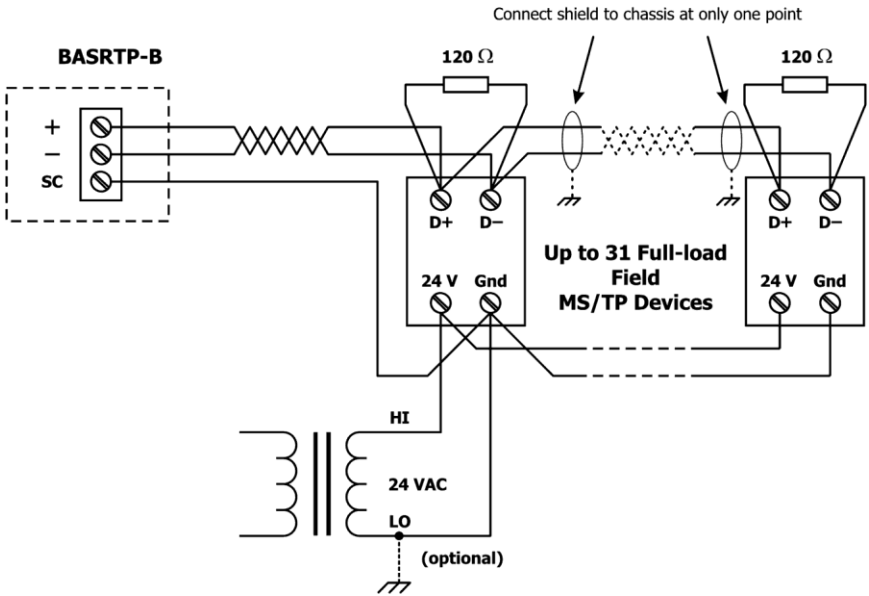 Connect shield to chassis at only one point
BASRTP-B
120 Ω
120 Ω
+
−
SC
D+ D−
D+ D−
Up to 31 Full-load
Field
MS/TP Devices
24 V Gnd
24 V Gnd
HI
24 VAC
LO
(optional)